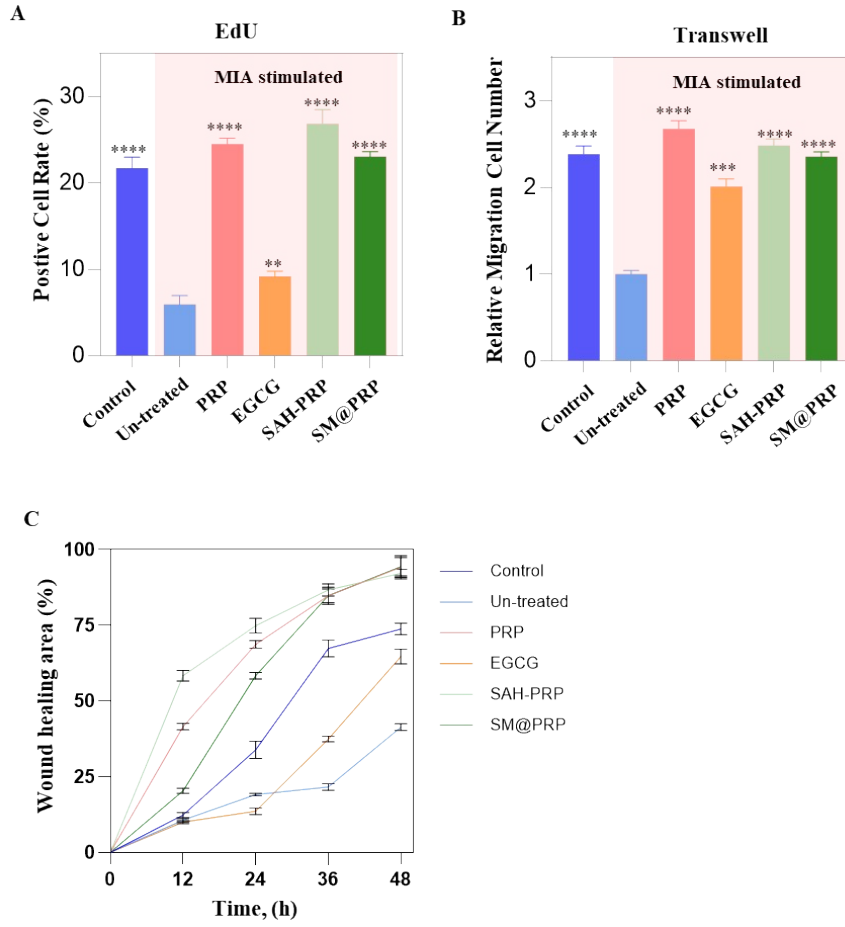 A
EdU
MIA stimulated
Postive Cell Rate (%)
30
20
10
0
****
****
**
****
****
Control
Un-treated
PRP
EGCG
SAH-PRP
SM@PRP
B
Transwell
MIA stimulated
Relative Migration Cell Number
3
2
1
0
****
****
***
****
****
Control
Un-treated
PRP
EGCG
SAH-PRP
SM@PRP
C
Wound healing area (%)
100
75
50
25
0
0 12 24 36 48
Time, (h)
Control
Un-treated
PRP
EGCG
SAH-PRP
SM@PRP